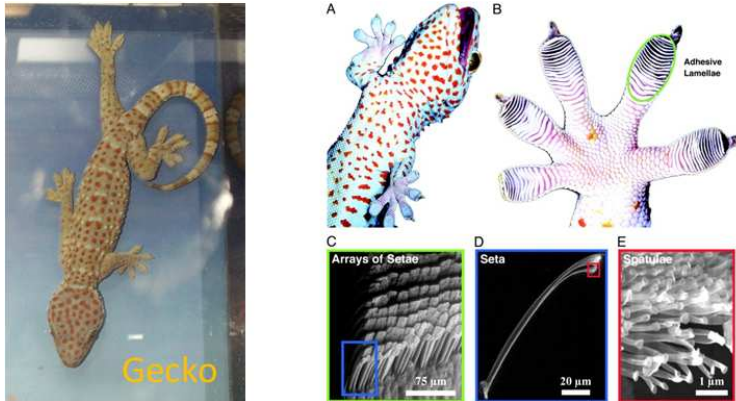 Gecko
A
B
Adhesive
Lamellae
C
D
E
Arrays of Setae
Seta
Spatulae
75 µm
20 µm
1 µm